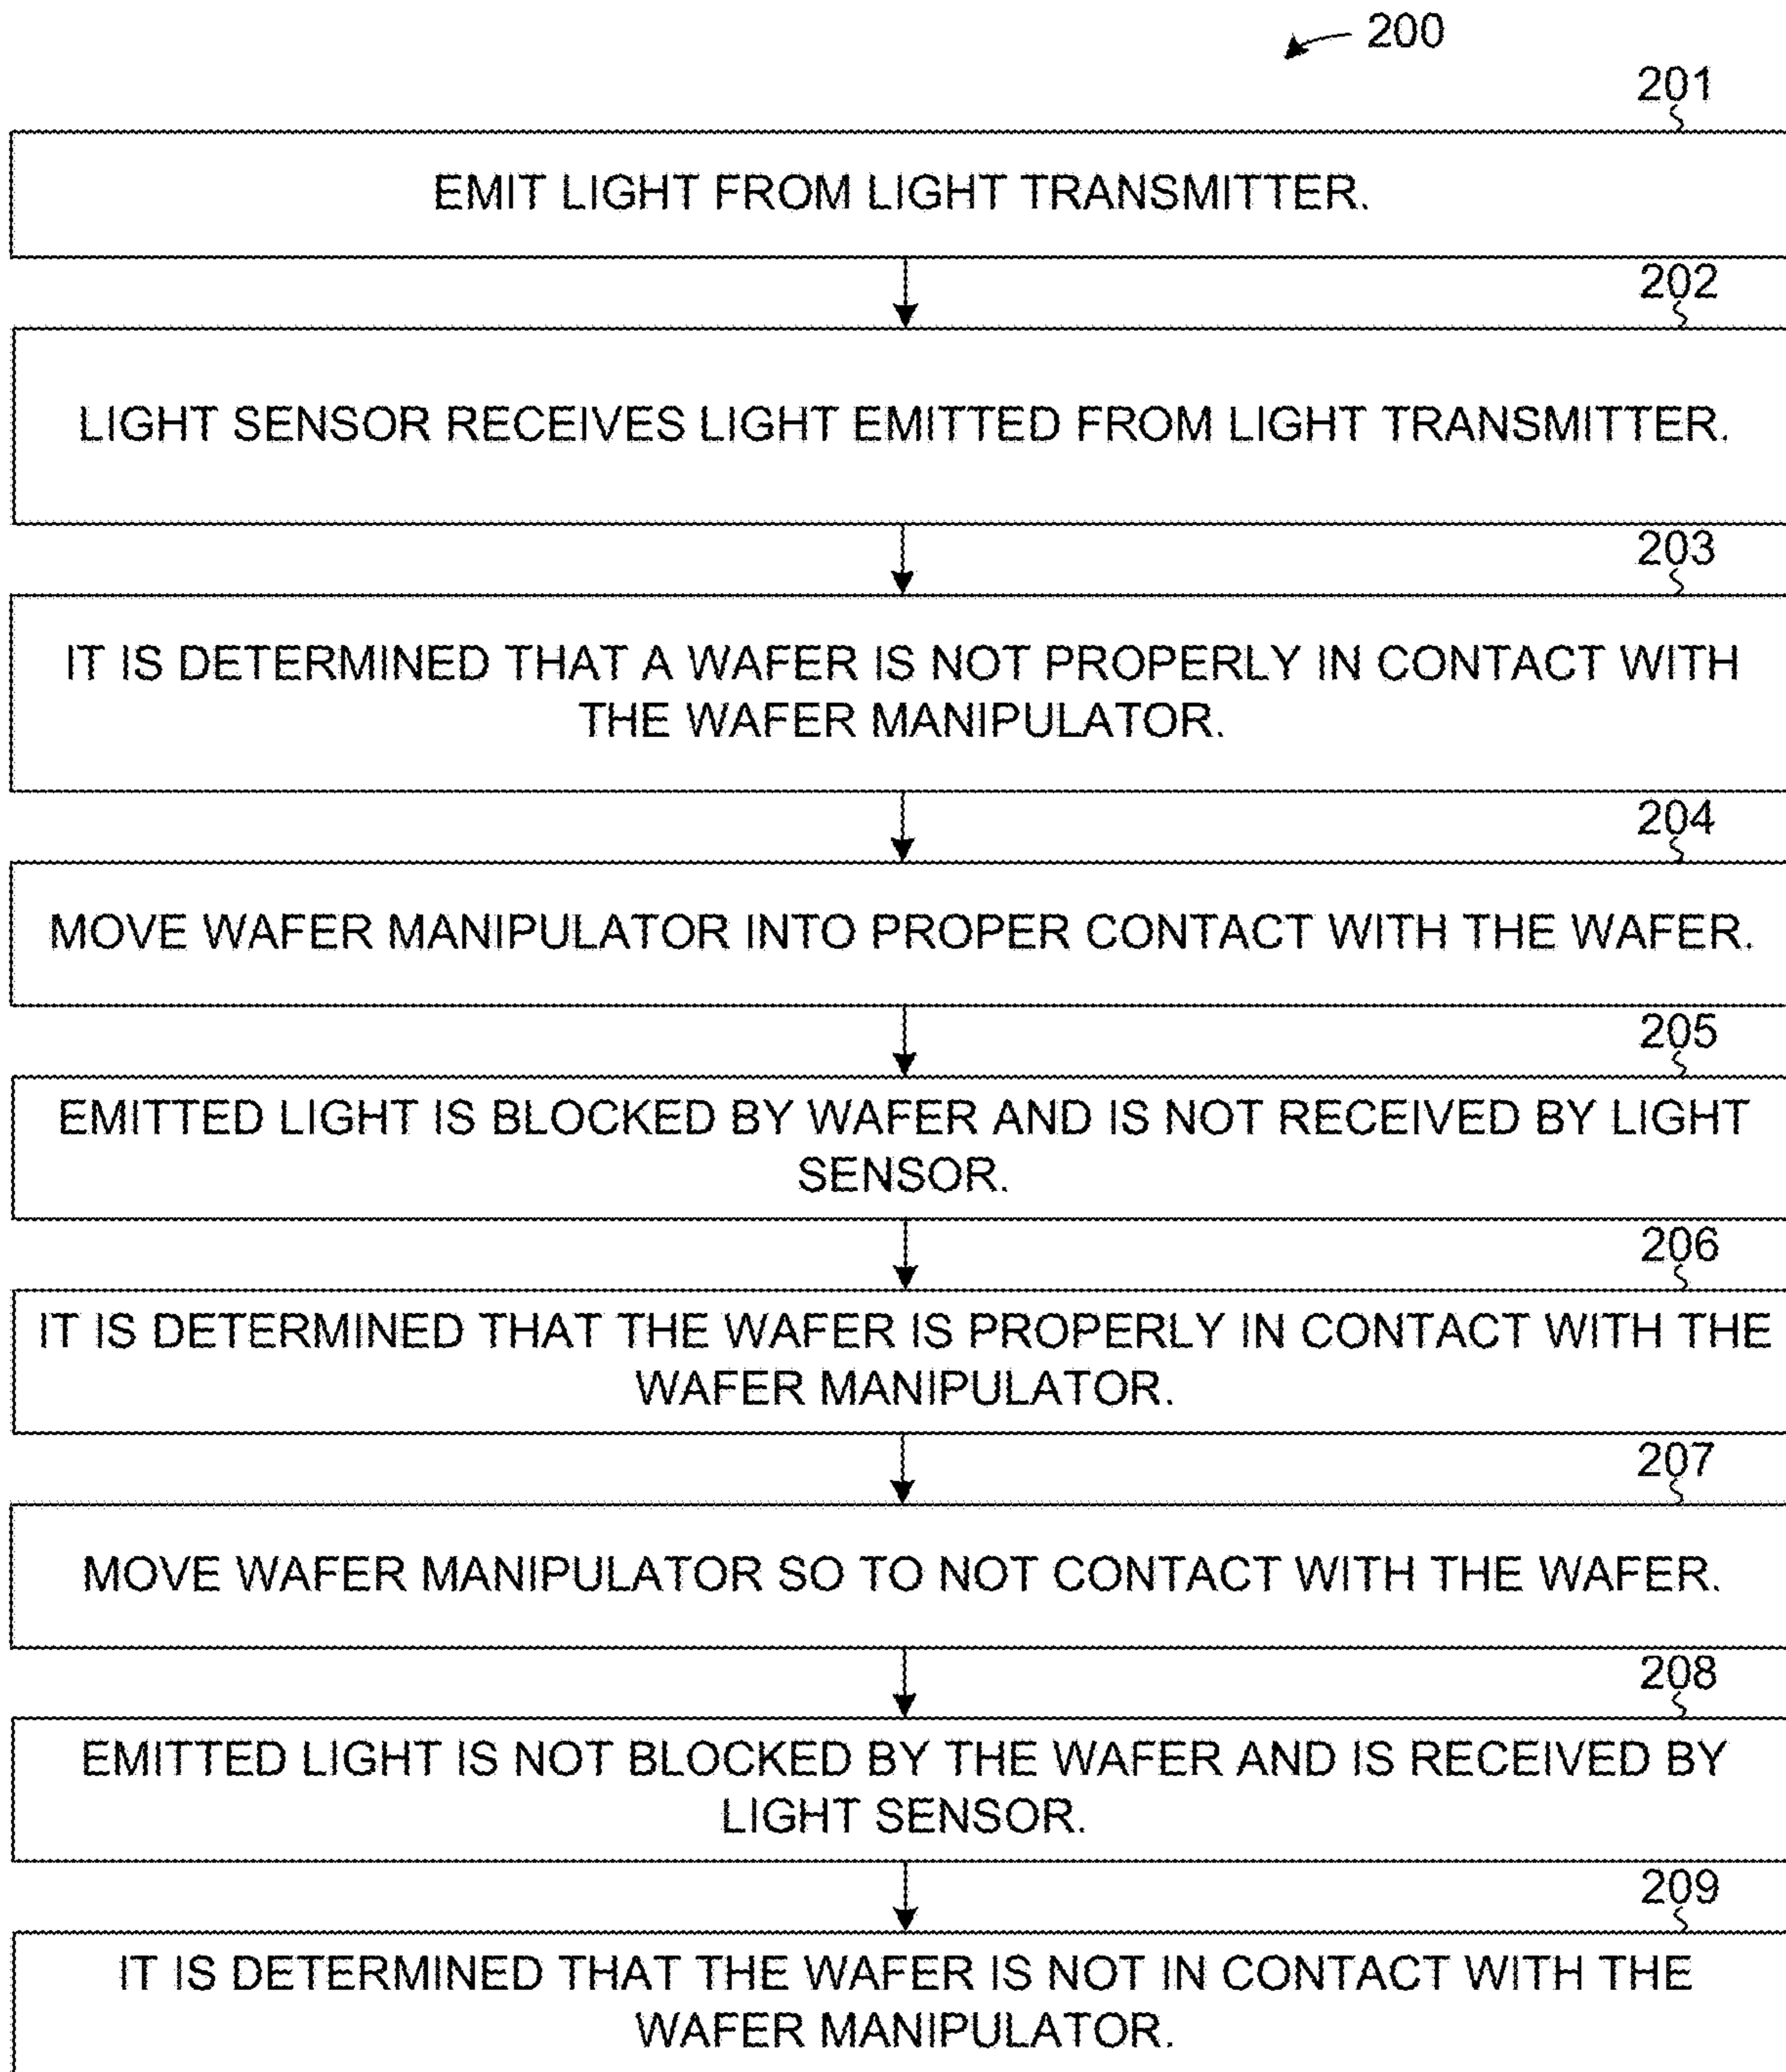 200
201
EMIT LIGHT FROM LIGHT TRANSMITTER.
202
LIGHT SENSOR RECEIVES LIGHT EMITTED FROM LIGHT TRANSMITTER.
203
IT IS DETERMINED THAT A WAFER IS NOT PROPERLY IN CONTACT WITH
THE WAFER MANIPULATOR.
204
MOVE WAFER MANIPULATOR INTO PROPER CONTACT WITH THE WAFER.
205
EMITTED LIGHT IS BLOCKED BY WAFER AND IS NOT RECEIVED BY LIGHT
SENSOR.
206
IT IS DETERMINED THAT THE WAFER IS PROPERLY IN CONTACT WITH THE
WAFER MANIPULATOR.
207
MOVE WAFER MANIPULATOR SO TO NOT CONTACT WITH THE WAFER.
208
EMITTED LIGHT IS NOT BLOCKED BY THE WAFER AND IS RECEIVED BY
LIGHT SENSOR.
209
IT IS DETERMINED THAT THE WAFER IS NOT IN CONTACT WITH THE
WAFER MANIPULATOR.